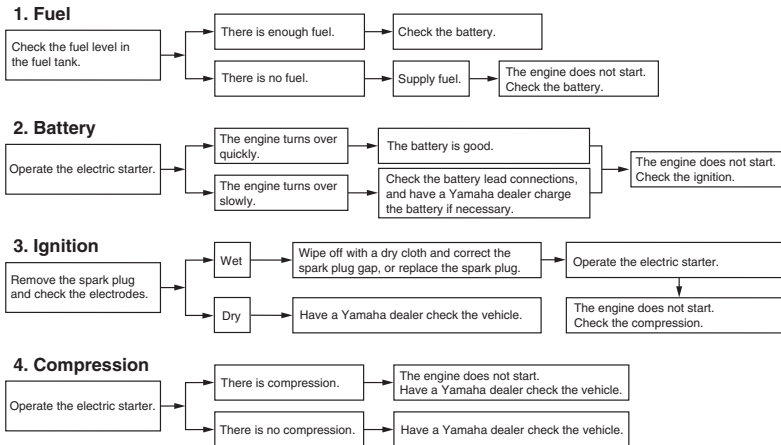 1. Fuel
Check the fuel level in
the fuel tank.
There is enough fuel.
Check the battery.
There is no fuel.
Supply fuel.
The engine does not start.
Check the battery.
2. Battery
Operate the electric starter.
The engine turns over
quickly.
The battery is good.
The engine turns over
slowly.
Check the battery lead connections,
and have a Yamaha dealer charge
the battery if necessary.
The engine does not start.
Check the ignition.
3. Ignition
Remove the spark plug
and check the electrodes.
Wet
Wipe off with a dry cloth and correct the
spark plug gap, or replace the spark plug.
Operate the electric starter.
Dry
Have a Yamaha dealer check the vehicle.
The engine does not start.
Check the compression.
4. Compression
Operate the electric starter.
There is compression.
The engine does not start.
Have a Yamaha dealer check the vehicle.
There is no compression.
Have a Yamaha dealer check the vehicle.